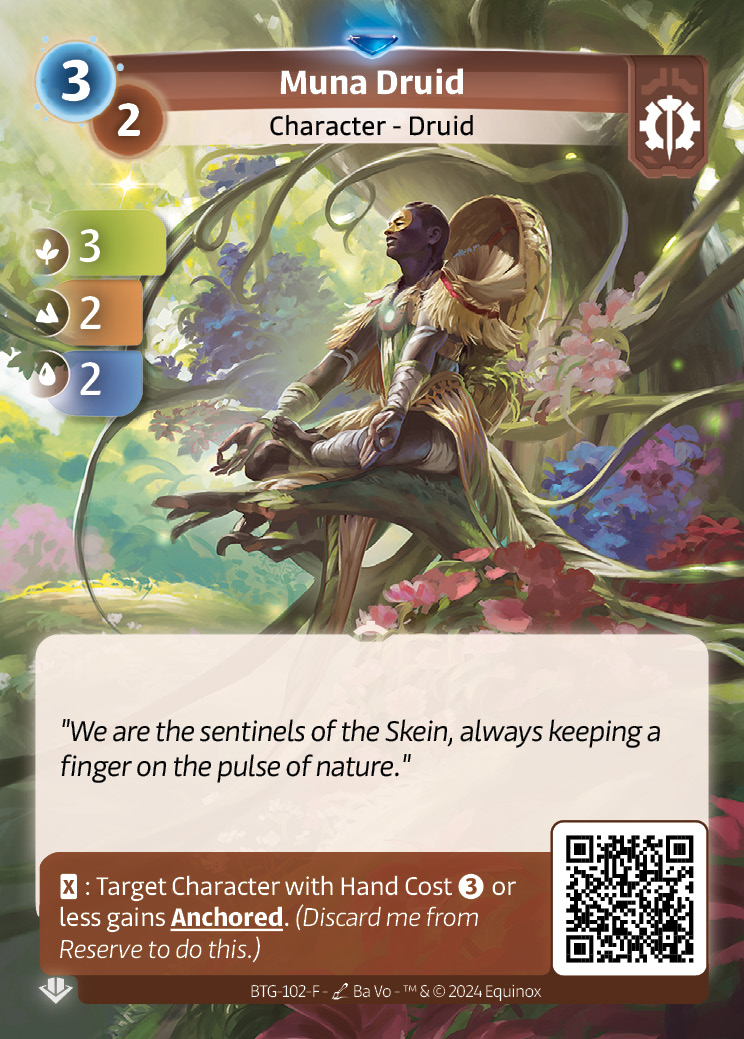 3
Muna Druid
2
Character - Druid
3
2
2
"We are the sentinels of the Skein, always keeping a
finger on the pulse of nature."
X : Target Character with Hand Cost 3 or
less gains Anchored. (Discard me from
Reserve to do this.)
BTG-102-F - Ba Vo - ™ & © 2024 Equinox